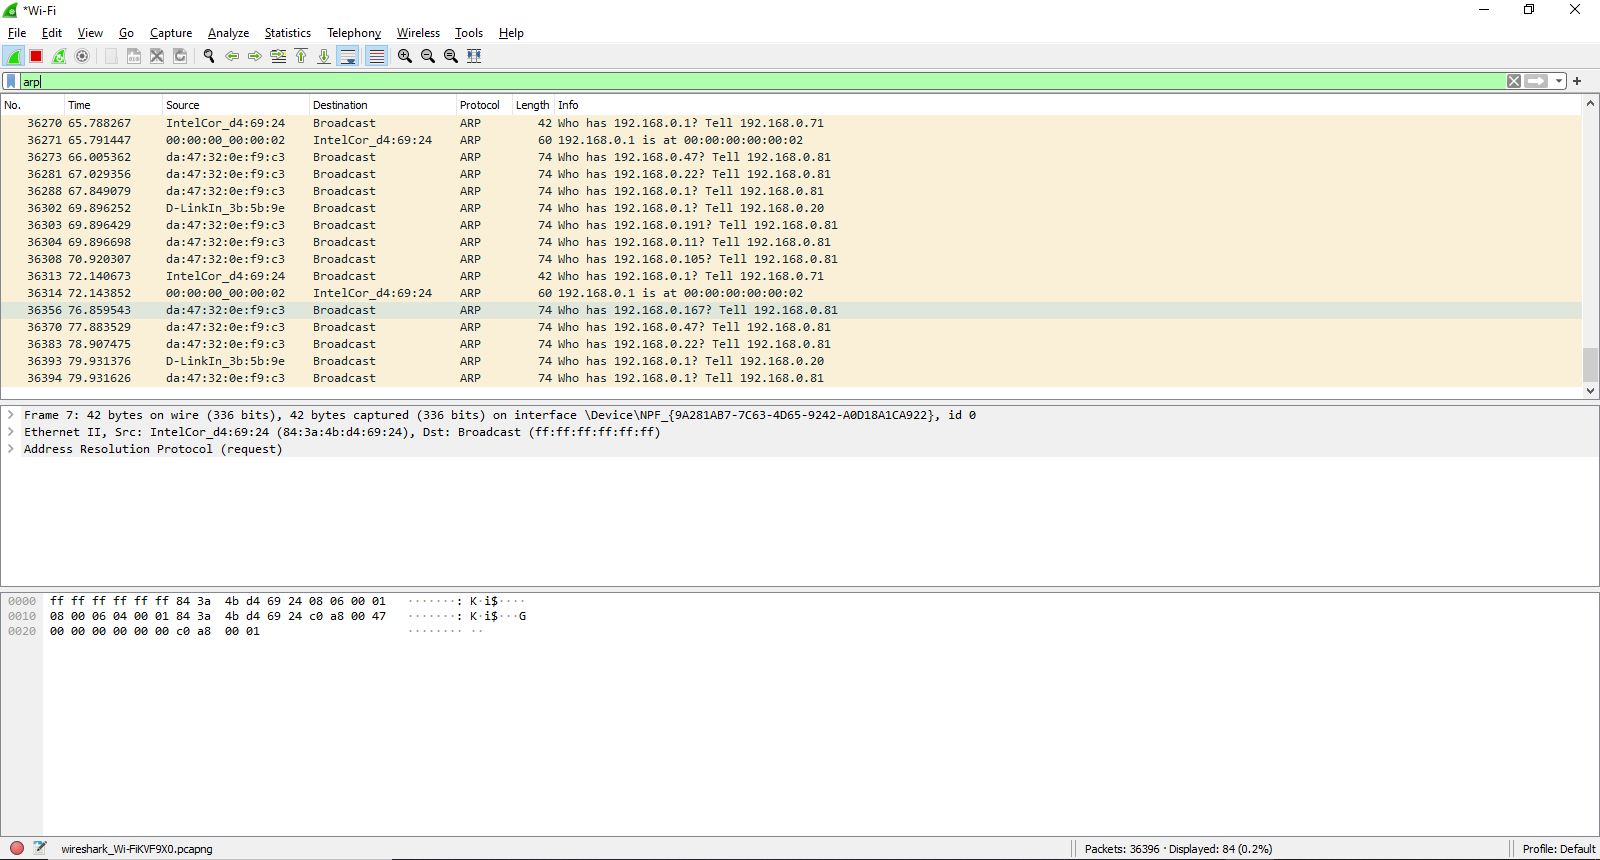 *Wi-Fi
File Edit View Go Capture Analyze Statistics Telephony Wireless Tools Help
arp
No. Time Source Destination Protocol Length Info
36270 65.788267 IntelCor_d4:69:24 Broadcast ARP 42 Who has 192.168.0.1? Tell 192.168.0.71
36271 65.791447 00:00:00_00:00:02 IntelCor_d4:69:24 ARP 60 192.168.0.1 is at 00:00:00:00:00:02
36273 66.005362 da:47:32:0e:f9:c3 Broadcast ARP 74 Who has 192.168.0.47? Tell 192.168.0.81
36281 67.029356 da:47:32:0e:f9:c3 Broadcast ARP 74 Who has 192.168.0.22? Tell 192.168.0.81
36288 67.849079 da:47:32:0e:f9:c3 Broadcast ARP 74 Who has 192.168.0.1? Tell 192.168.0.81
36302 69.896252 D-LinkIn_3b:5b:9e Broadcast ARP 74 Who has 192.168.0.1? Tell 192.168.0.20
36303 69.896429 da:47:32:0e:f9:c3 Broadcast ARP 74 Who has 192.168.0.191? Tell 192.168.0.81
36304 69.896698 da:47:32:0e:f9:c3 Broadcast ARP 74 Who has 192.168.0.11? Tell 192.168.0.81
36308 70.920307 da:47:32:0e:f9:c3 Broadcast ARP 74 Who has 192.168.0.105? Tell 192.168.0.81
36313 72.140673 IntelCor_d4:69:24 Broadcast ARP 42 Who has 192.168.0.1? Tell 192.168.0.71
36314 72.143852 00:00:00_00:00:02 IntelCor_d4:69:24 ARP 60 192.168.0.1 is at 00:00:00:00:00:02
36356 76.859543 da:47:32:0e:f9:c3 Broadcast ARP 74 Who has 192.168.0.167? Tell 192.168.0.81
36370 77.883529 da:47:32:0e:f9:c3 Broadcast ARP 74 Who has 192.168.0.47? Tell 192.168.0.81
36383 78.907475 da:47:32:0e:f9:c3 Broadcast ARP 74 Who has 192.168.0.22? Tell 192.168.0.81
36393 79.931376 D-LinkIn_3b:5b:9e Broadcast ARP 74 Who has 192.168.0.1? Tell 192.168.0.20
36394 79.931626 da:47:32:0e:f9:c3 Broadcast ARP 74 Who has 192.168.0.1? Tell 192.168.0.81
Frame 7: 42 bytes on wire (336 bits), 42 bytes captured (336 bits) on interface \Device\NPF_{9A281AB7-7C63-4D65-9242-A0D18A1CA922}, id 0
Ethernet II, Src: IntelCor_d4:69:24 (84:3a:4b:d4:69:24), Dst: Broadcast (ff:ff:ff:ff:ff:ff)
Address Resolution Protocol (request)
0000 ff ff ff ff ff ff 84 3a 4b d4 69 24 08 06 00 01 ·······: K·i$····
0010 08 00 06 04 00 01 84 3a 4b d4 69 24 c0 a8 00 47 ·······: K·i$···G
0020 00 00 00 00 00 00 c0 a8 00 01 ········ ··
wireshark_Wi-FiKVF9X0.pcapng Packets: 36396 · Displayed: 84 (0.2%) Profile: Default